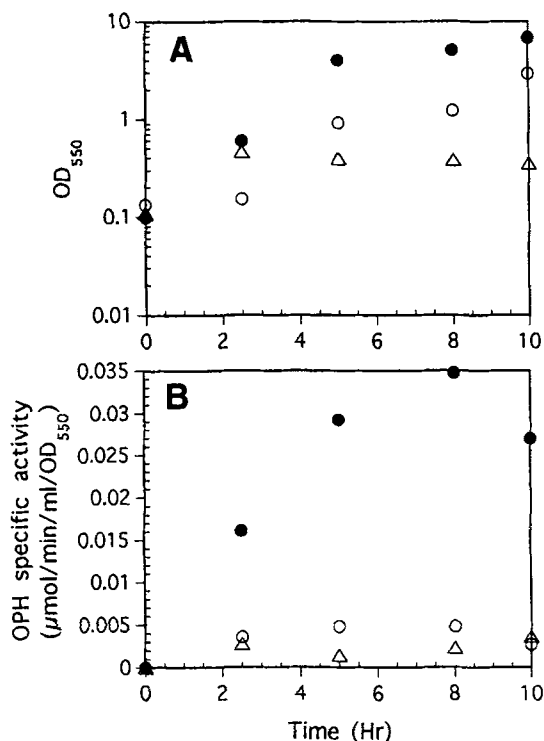 A
10
1
0.1
0.01
OD550
0 2 4 6 8 10
B
0.035
0.03
0.025
0.02
0.015
0.01
0.005
0
OPH specific activity
(µmol/min/ml/OD550)
0 2 4 6 8 10
Time (Hr)